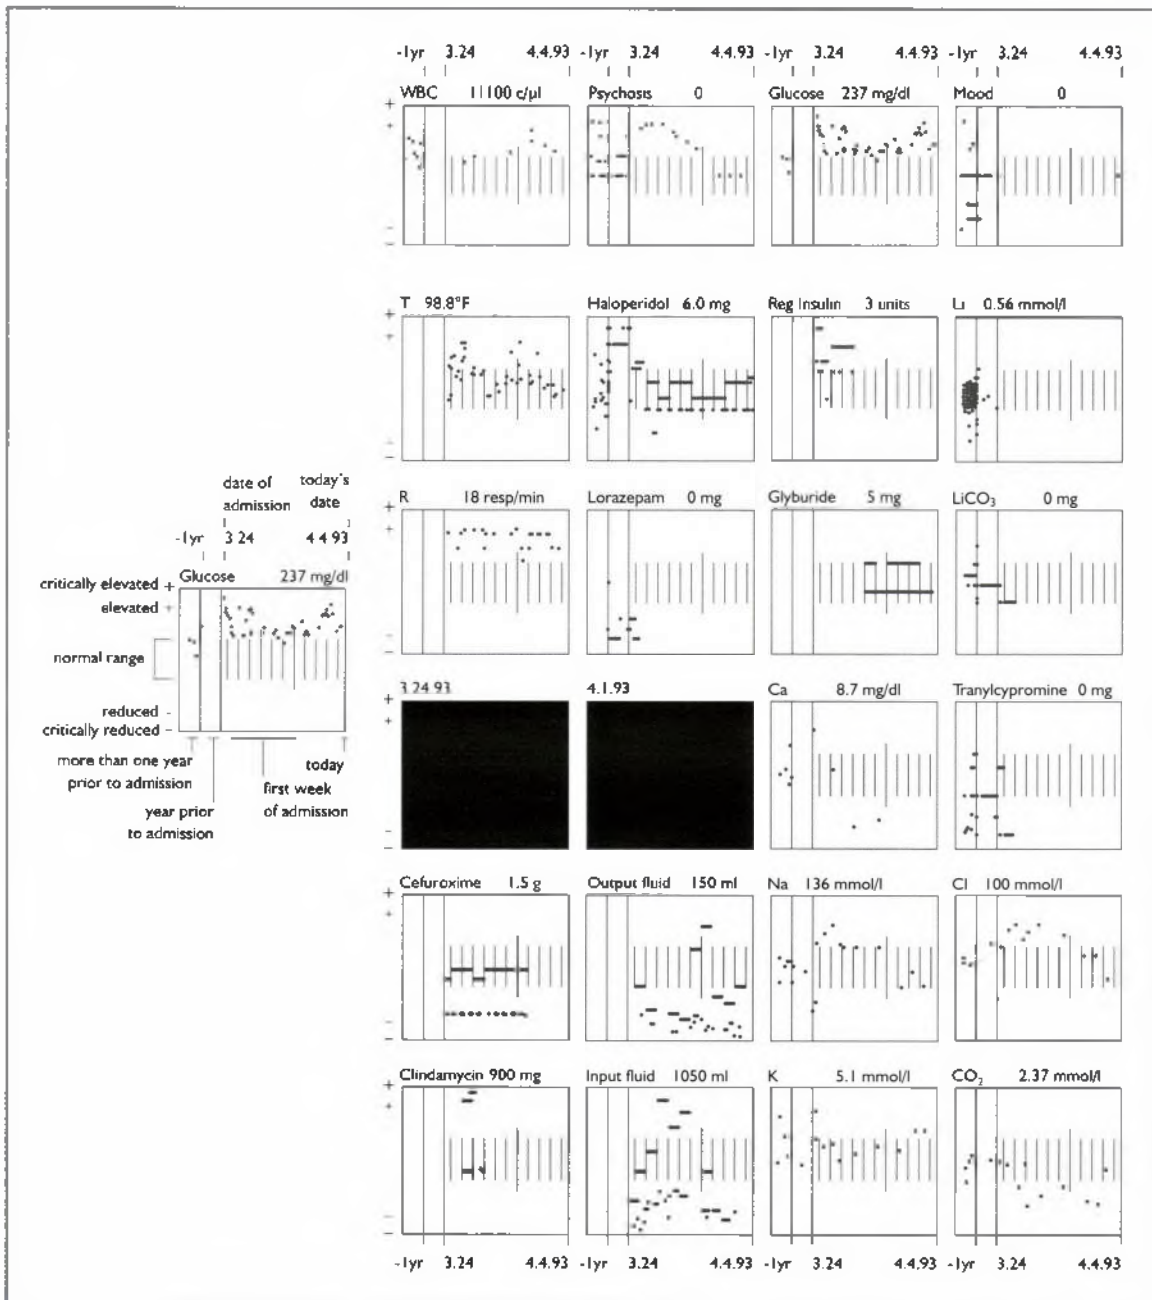 -1yr 3.24 4.4.93 -1yr 3.24 4.4.93 -1yr 3.24 4.4.93 -1yr 3.24 4.4.93
WBC 11100 c/µl Psychosis 0 Glucose 237 mg/dl Mood 0
+
+
-
-
T 98.8°F Haloperidol 6.0 mg Reg Insulin 3 units Li 0.56 mmol/l
+
+
-
-
R 18 resp/min Lorazepam 0 mg Glyburide 5 mg LiCO₃ 0 mg
+
+
-
-
date of admission
today's date
-1yr 3 24 4 4 93
Glucose 237 mg/dl
critically elevated +
elevated +
normal range
reduced -
critically reduced -
more than one year prior to admission
year prior to admission
first week of admission
today
3.24 93 4.1.93 Ca 8.7 mg/dl Tranylcypromine 0 mg
+
+
-
-
Cefuroxime 1.5 g Output fluid 150 ml Na 136 mmol/l Cl 100 mmol/l
+
+
-
-
Clindamycin 900 mg Input fluid 1050 ml K 5.1 mmol/l CO₂ 2.37 mmol/l
+
+
-
-
-1yr 3.24 4.4.93 -1yr 3.24 4.4.93 -1yr 3.24 4.4.93 -1yr 3.24 4.4.93